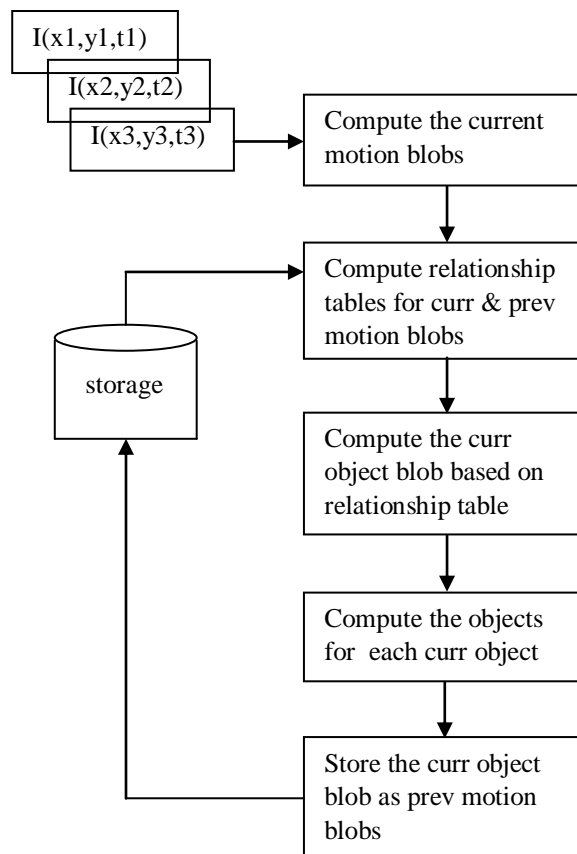 I(x1,y1,t1)
I(x2,y2,t2)
I(x3,y3,t3)
Compute the current
motion blobs
Compute relationship
tables for curr & prev
motion blobs
storage
Compute the curr
object blob based on
relationship table
Compute the objects
for each curr object
Store the curr object
blob as prev motion
blobs